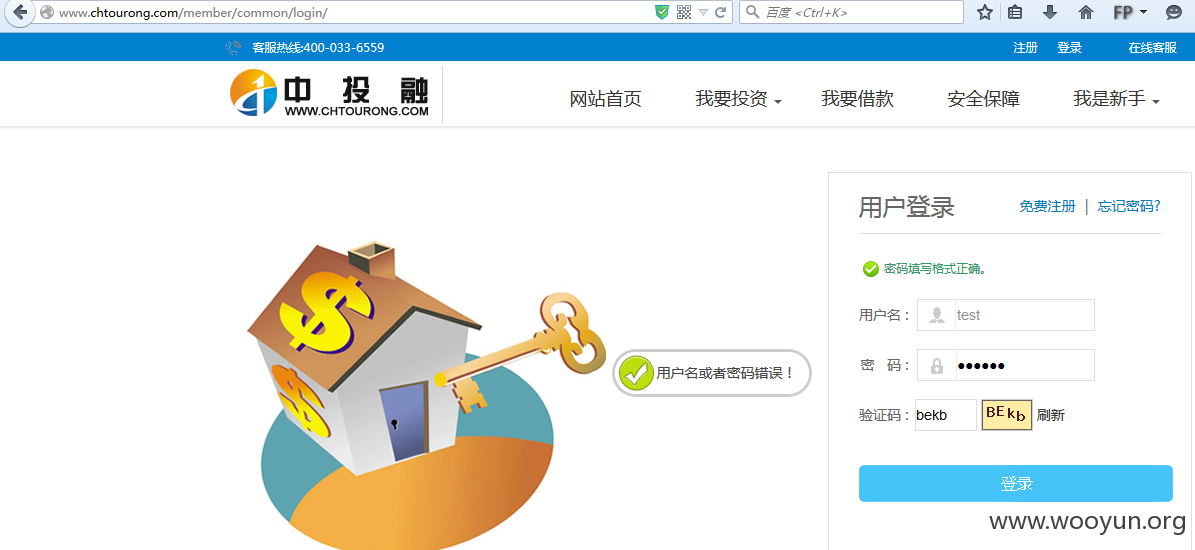 www.chtourong.com/member/common/login/
百度 <Ctrl+K>
FP
客服热线:400-033-6559
注册 登录 在线客服
中投融
WWW.CHTOURONG.COM
网站首页 我要投资 我要借款 安全保障 我是新手
用户登录 免费注册 | 忘记密码?
密码填写格式正确。
用户名： test
用户名或者密码错误！
密 码： ••••••
验证码： bekb BEkb 刷新
登录
www.wooyun.org